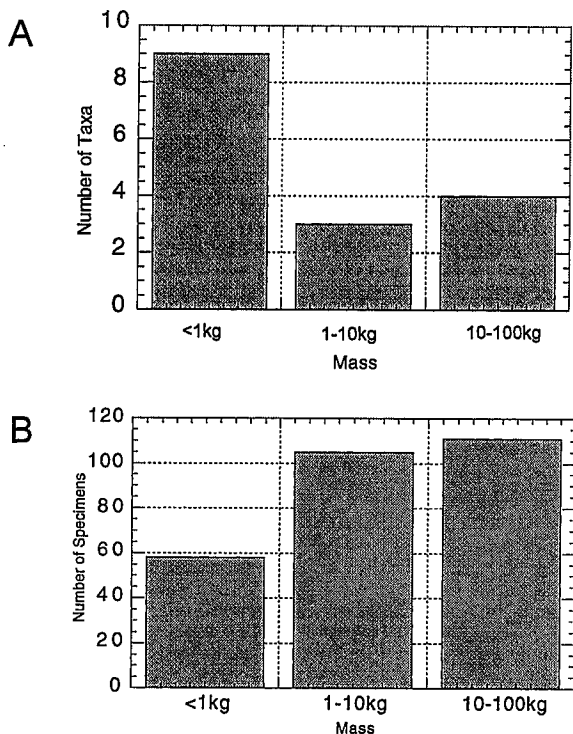 A
Number of Taxa
10
8
6
4
2
0
<1kg 1-10kg 10-100kg
Mass
B
Number of Specimens
120
100
80
60
40
20
0
<1kg 1-10kg 10-100kg
Mass